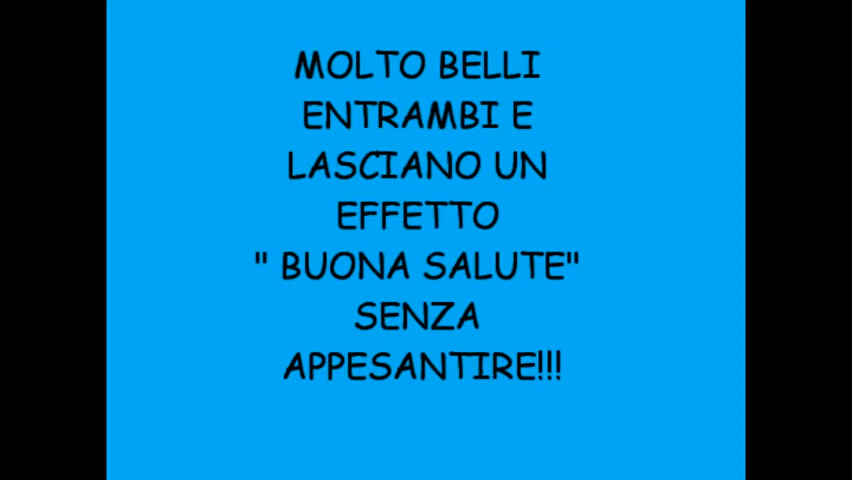 MOLTO BELLI
ENTRAMBI E
LASCIANO UN
EFFETTO
" BUONA SALUTE"
SENZA
APPESANTIRE!!!